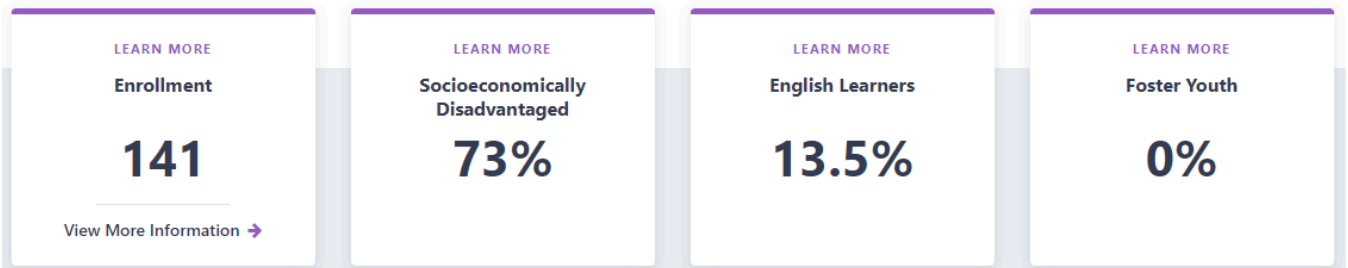 LEARN MORE
Enrollment
141
View More Information
LEARN MORE
Socioeconomically
Disadvantaged
73%
LEARN MORE
English Learners
13.5%
LEARN MORE
Foster Youth
0%